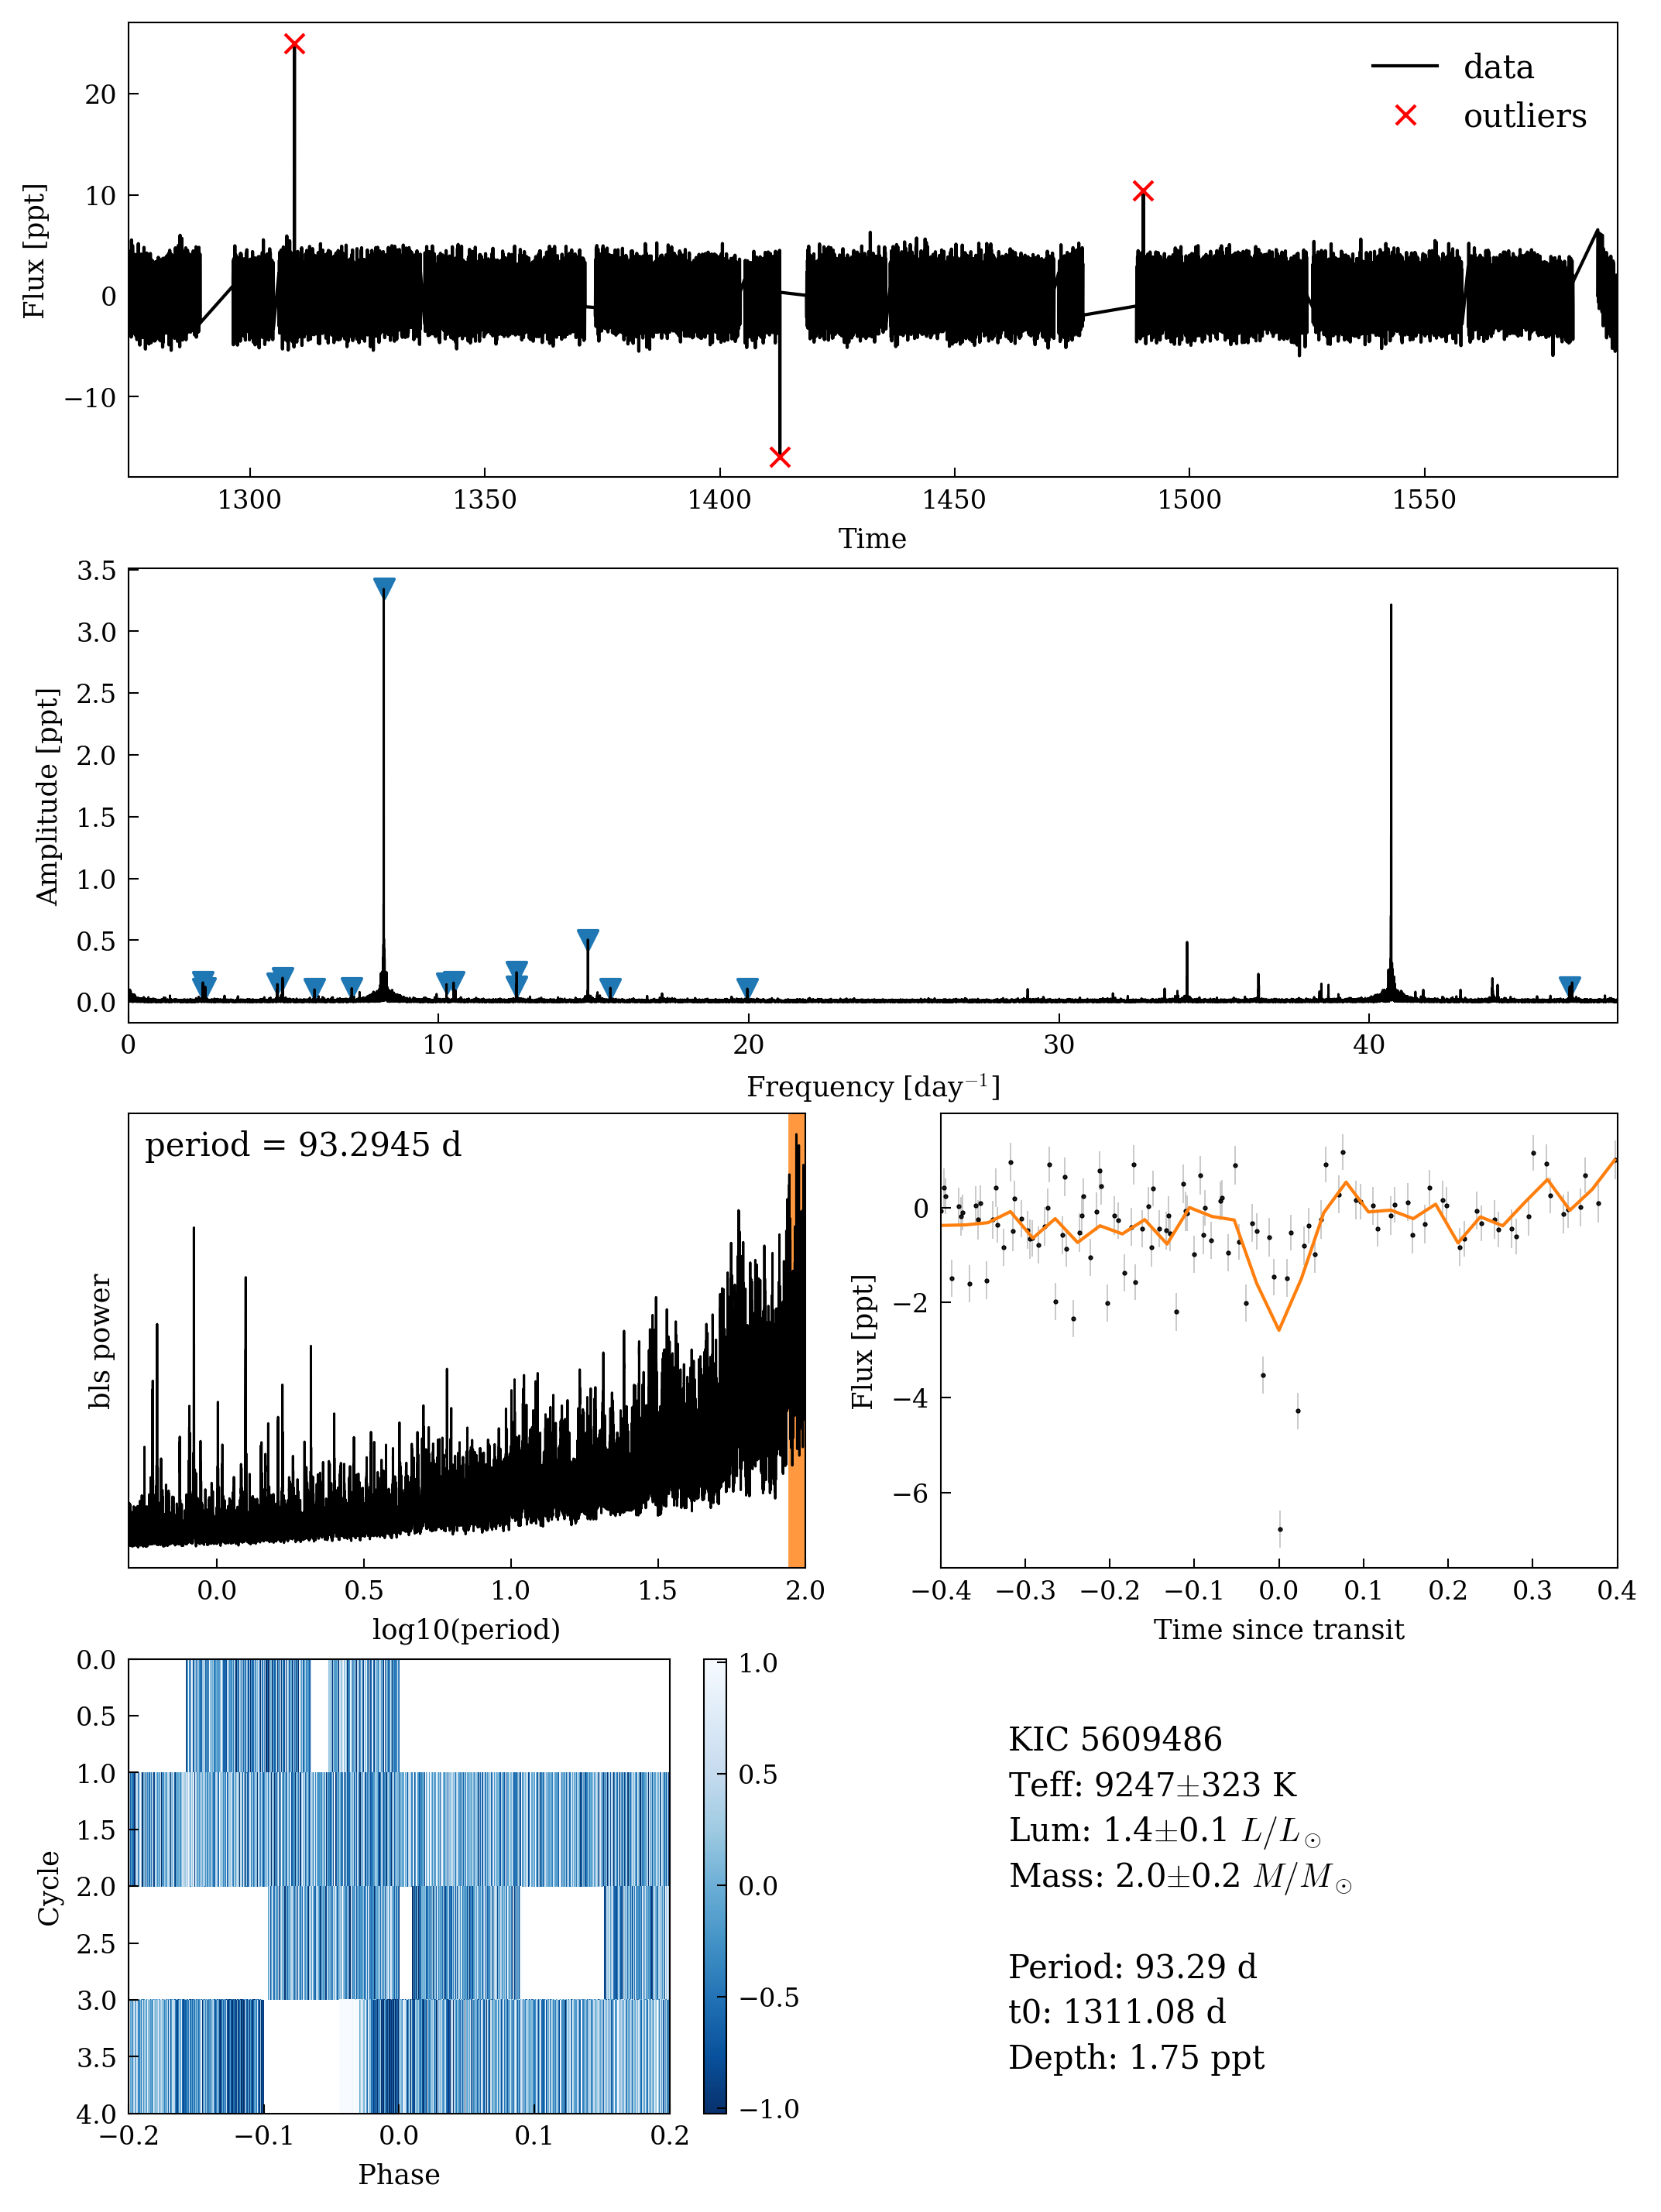 data
outliers
20
10
0
−10
Flux [ppt]
1300 1350 1400 1450 1500 1550
Time
3.5
3.0
2.5
2.0
1.5
1.0
0.5
0.0
Amplitude [ppt]
0 10 20 30 40
Frequency [day⁻¹]
period = 93.2945 d
bls power
0.0 0.5 1.0 1.5 2.0
log10(period)
0
−2
−4
−6
Flux [ppt]
−0.4 −0.3 −0.2 −0.1 0.0 0.1 0.2 0.3 0.4
Time since transit
0.0
0.5
1.0
1.5
2.0
2.5
3.0
3.5
4.0
Cycle
−0.2 −0.1 0.0 0.1 0.2
Phase
1.0
0.5
0.0
−0.5
−1.0
KIC 5609486
Teff: 9247±323 K
Lum: 1.4±0.1 L/L☉
Mass: 2.0±0.2 M/M☉
Period: 93.29 d
t0: 1311.08 d
Depth: 1.75 ppt